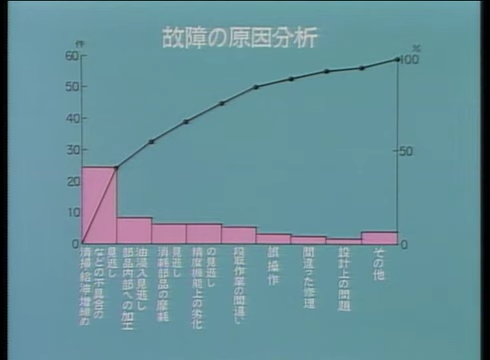 故障の原因分析
件
%
60
50
40
30
20
10
0
100
50
0
清掃給油増締め
などの不具合の
見逃し
部品内部への加工
油浸入見逃し
消耗部品の摩耗
見逃し
精度機能上の劣化
の見逃し
段取作業の間違い
誤操作
間違った修理
設計上の問題
その他